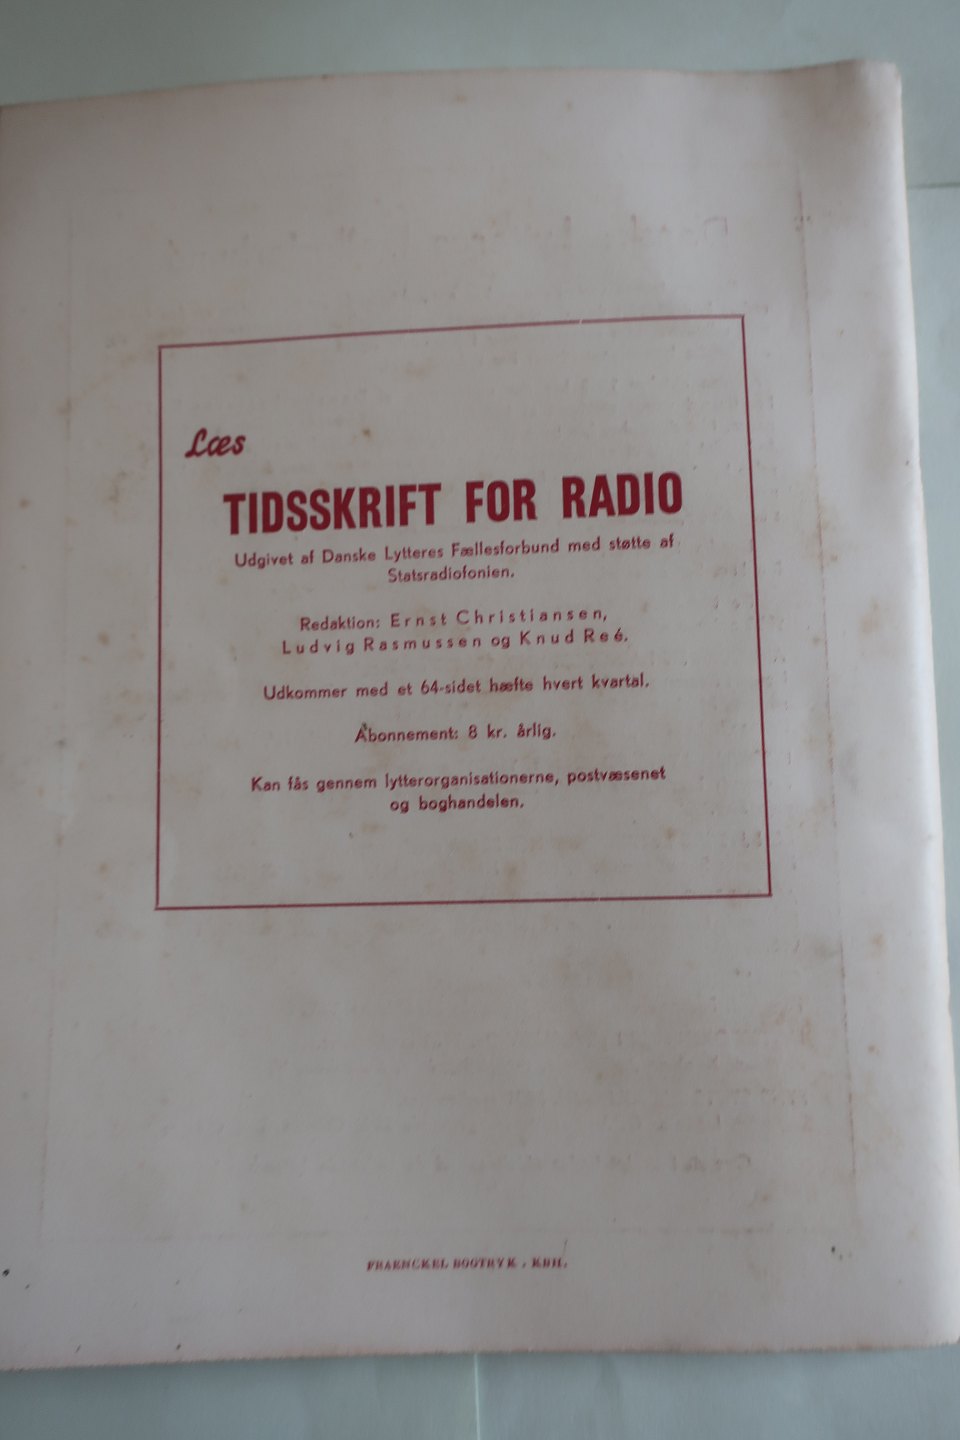 Læs
TIDSSKRIFT FOR RADIO
Udgivet af Danske Lytteres Fællesforbund med støtte af
Statsradiofonien.
Redaktion: Ernst Christiansen,
Ludvig Rasmussen og Knud Reé.
Udkommer med et 64-sidet hæfte hvert kvartal.
Abonnement: 8 kr. årlig.
Kan fås gennem lytterorganisationerne, postvæsenet
og boghandelen.
FRAENCKEL BOGTRYK . KBH.